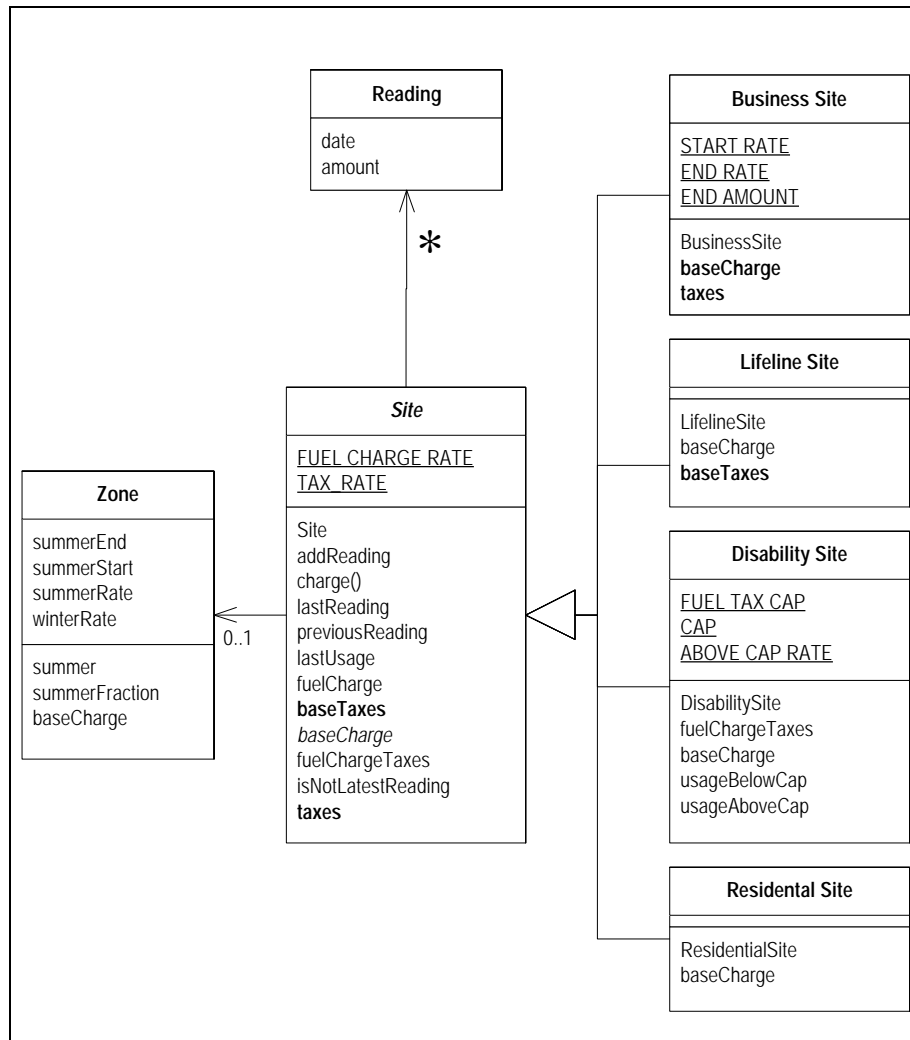 Reading
date
amount
*
Site
FUEL CHARGE RATE
TAX_RATE
Site
addReading
charge()
lastReading
previousReading
lastUsage
fuelCharge
baseTaxes
baseCharge
fuelChargeTaxes
isNotLatestReading
taxes
Zone
summerEnd
summerStart
summerRate
winterRate
summer
summerFraction
baseCharge
0..1
Business Site
START RATE
END RATE
END AMOUNT
BusinessSite
baseCharge
taxes
Lifeline Site
LifelineSite
baseCharge
baseTaxes
Disability Site
FUEL TAX CAP
CAP
ABOVE CAP RATE
DisabilitySite
fuelChargeTaxes
baseCharge
usageBelowCap
usageAboveCap
Residental Site
ResidentialSite
baseCharge